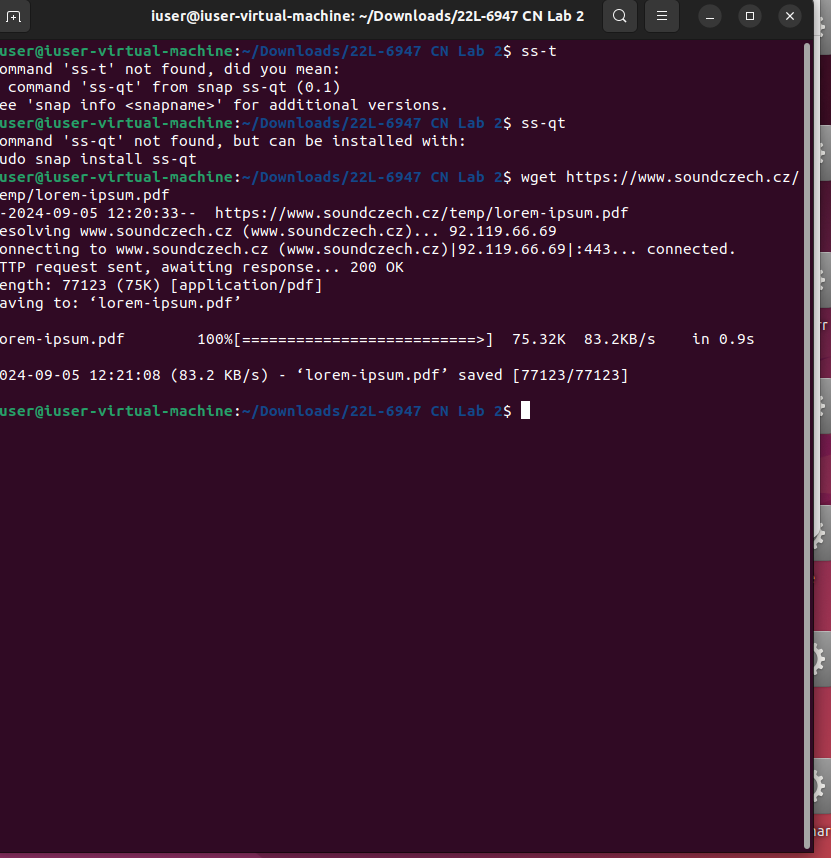 iuser@iuser-virtual-machine: ~/Downloads/22L-6947 CN Lab 2
user@iuser-virtual-machine:~/Downloads/22L-6947 CN Lab 2$ ss-t
ommand 'ss-t' not found, did you mean:
command 'ss-qt' from snap ss-qt (0.1)
ee 'snap info <snapname>' for additional versions.
user@iuser-virtual-machine:~/Downloads/22L-6947 CN Lab 2$ ss-qt
ommand 'ss-qt' not found, but can be installed with:
udo snap install ss-qt
user@iuser-virtual-machine:~/Downloads/22L-6947 CN Lab 2$ wget https://www.soundczech.cz/
emp/lorem-ipsum.pdf
-2024-09-05 12:20:33--  https://www.soundczech.cz/temp/lorem-ipsum.pdf
esolving www.soundczech.cz (www.soundczech.cz)... 92.119.66.69
onnecting to www.soundczech.cz (www.soundczech.cz)|92.119.66.69|:443... connected.
TTP request sent, awaiting response... 200 OK
ength: 77123 (75K) [application/pdf]
aving to: ‘lorem-ipsum.pdf’
orem-ipsum.pdf        100%[==========================>]  75.32K  83.2KB/s    in 0.9s
024-09-05 12:21:08 (83.2 KB/s) - ‘lorem-ipsum.pdf’ saved [77123/77123]
user@iuser-virtual-machine:~/Downloads/22L-6947 CN Lab 2$